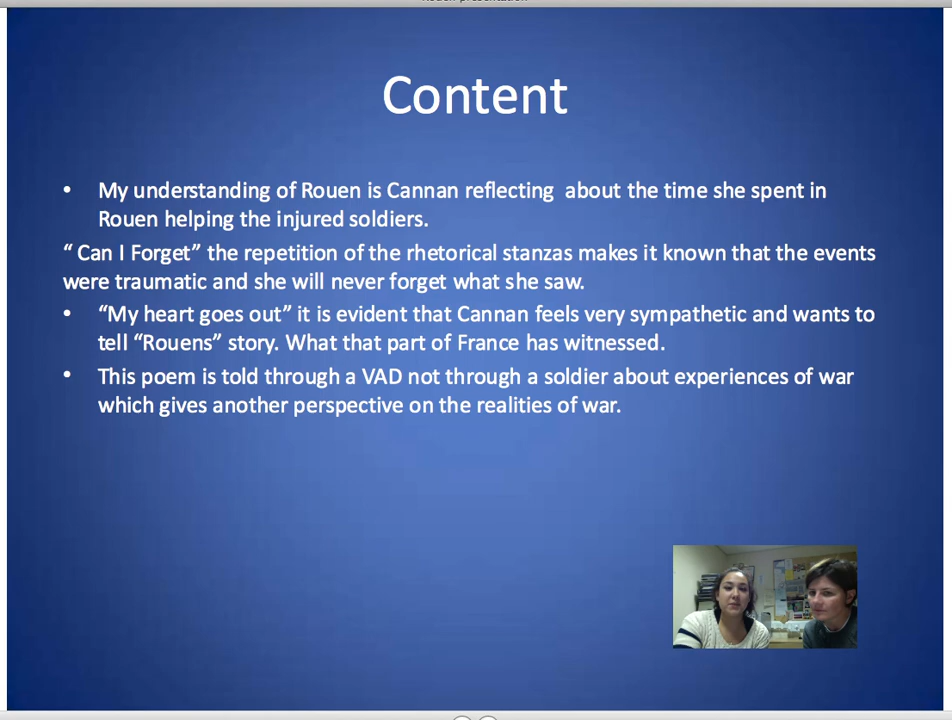 Content
• My understanding of Rouen is Cannan reflecting  about the time she spent in
Rouen helping the injured soldiers.
“ Can I Forget” the repetition of the rhetorical stanzas makes it known that the events
were traumatic and she will never forget what she saw.
• “My heart goes out” it is evident that Cannan feels very sympathetic and wants to
tell “Rouens” story. What that part of France has witnessed.
• This poem is told through a VAD not through a soldier about experiences of war
which gives another perspective on the realities of war.